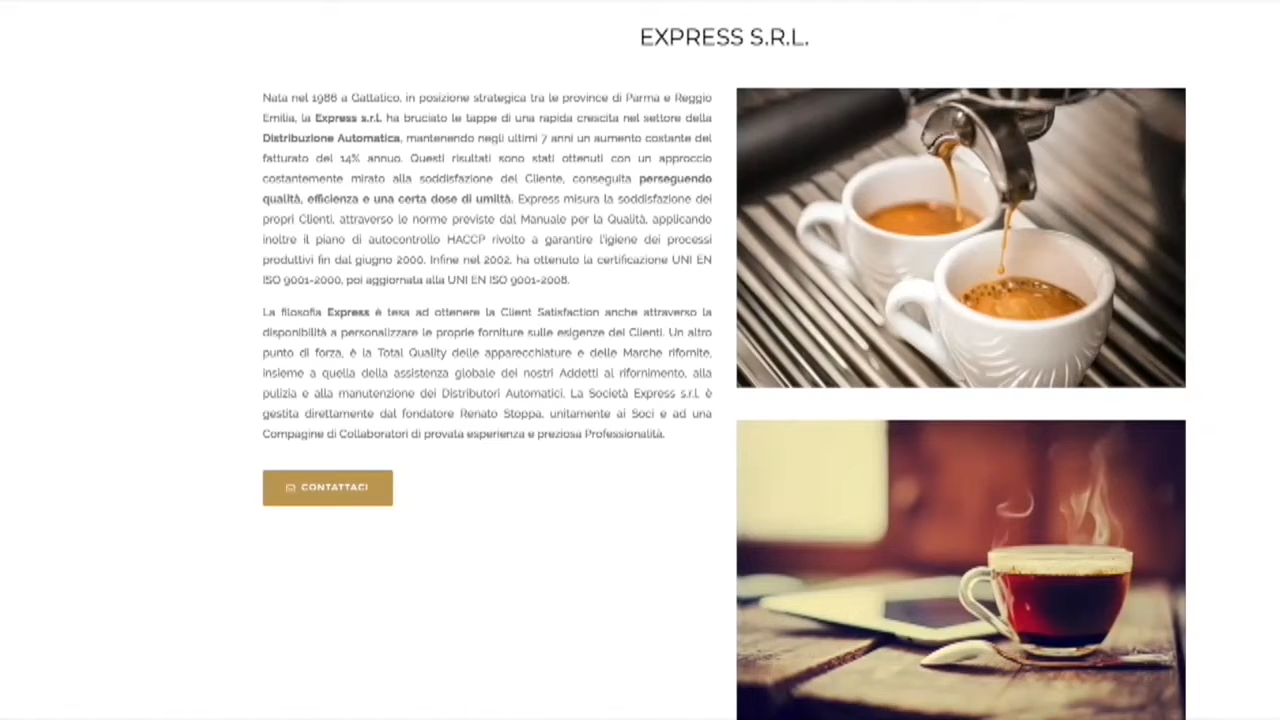 EXPRESS S.R.L.
Nata nel 1986 a Gattatico, in posizione strategica tra le province di Parma e Reggio
Emilia, la Express s.r.l. ha bruciato le tappe di una rapida crescita nel settore della
Distribuzione Automatica, mantenendo negli ultimi 7 anni un aumento costante del
fatturato del 14% annuo. Questi risultati sono stati ottenuti con un approccio
costantemente mirato alla soddisfazione del Cliente, conseguita perseguendo
qualità, efficienza e una certa dose di umiltà. Express misura la soddisfazione dei
propri Clienti, attraverso le norme previste dal Manuale per la Qualità, applicando
inoltre il piano di autocontrollo HACCP rivolto a garantire l'igiene dei processi
produttivi fin dal giugno 2000. Infine nel 2002, ha ottenuto la certificazione UNI EN
ISO 9001-2000, poi aggiornata alla UNI EN ISO 9001-2008.
La filosofia Express è tesa ad ottenere la Client Satisfaction anche attraverso la
disponibilità a personalizzare le proprie forniture sulle esigenze dei Clienti. Un altro
punto di forza, è la Total Quality delle apparecchiature e delle Marche rifornite,
insieme a quella della assistenza globale dei nostri Addetti al rifornimento, alla
pulizia e alla manutenzione dei Distributori Automatici. La Società Express s.r.l. è
gestita direttamente dal fondatore Renato Stoppa, unitamente ai Soci e ad una
Compagine di Collaboratori di provata esperienza e preziosa Professionalità.
CONTATTACI